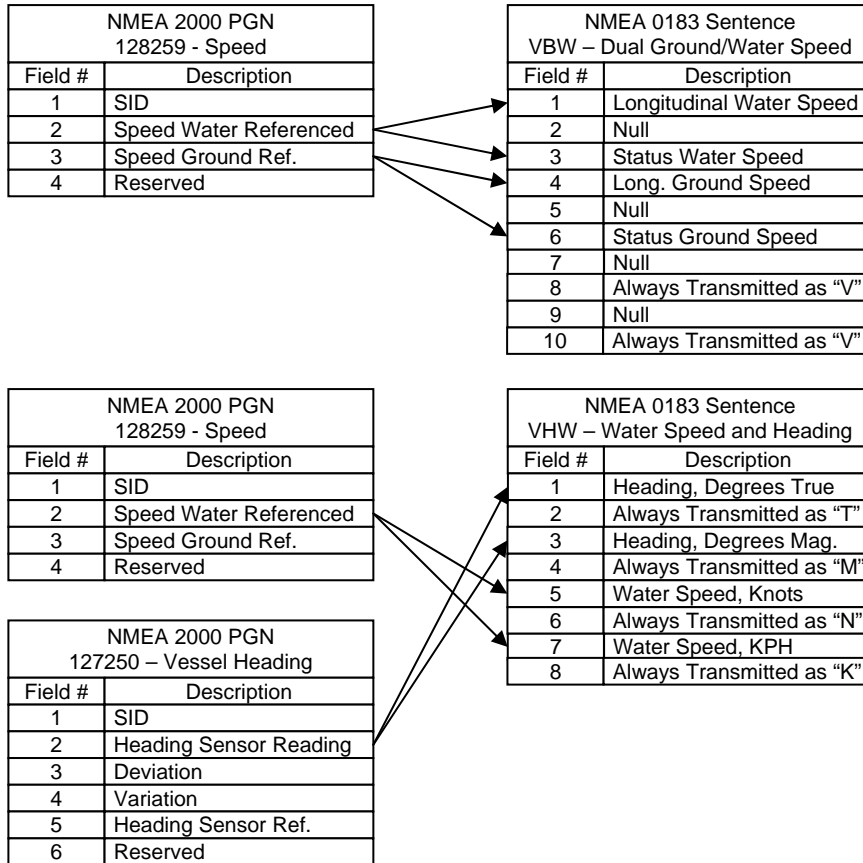 NMEA 2000 PGN
128259 - Speed
Field # Description
1 SID
2 Speed Water Referenced
3 Speed Ground Ref.
4 Reserved
NMEA 0183 Sentence
VBW – Dual Ground/Water Speed
Field # Description
1 Longitudinal Water Speed
2 Null
3 Status Water Speed
4 Long. Ground Speed
5 Null
6 Status Ground Speed
7 Null
8 Always Transmitted as “V”
9 Null
10 Always Transmitted as “V”
NMEA 2000 PGN
128259 - Speed
Field # Description
1 SID
2 Speed Water Referenced
3 Speed Ground Ref.
4 Reserved
NMEA 2000 PGN
127250 – Vessel Heading
Field # Description
1 SID
2 Heading Sensor Reading
3 Deviation
4 Variation
5 Heading Sensor Ref.
6 Reserved
NMEA 0183 Sentence
VHW – Water Speed and Heading
Field # Description
1 Heading, Degrees True
2 Always Transmitted as “T”
3 Heading, Degrees Mag.
4 Always Transmitted as “M”
5 Water Speed, Knots
6 Always Transmitted as “N”
7 Water Speed, KPH
8 Always Transmitted as “K”